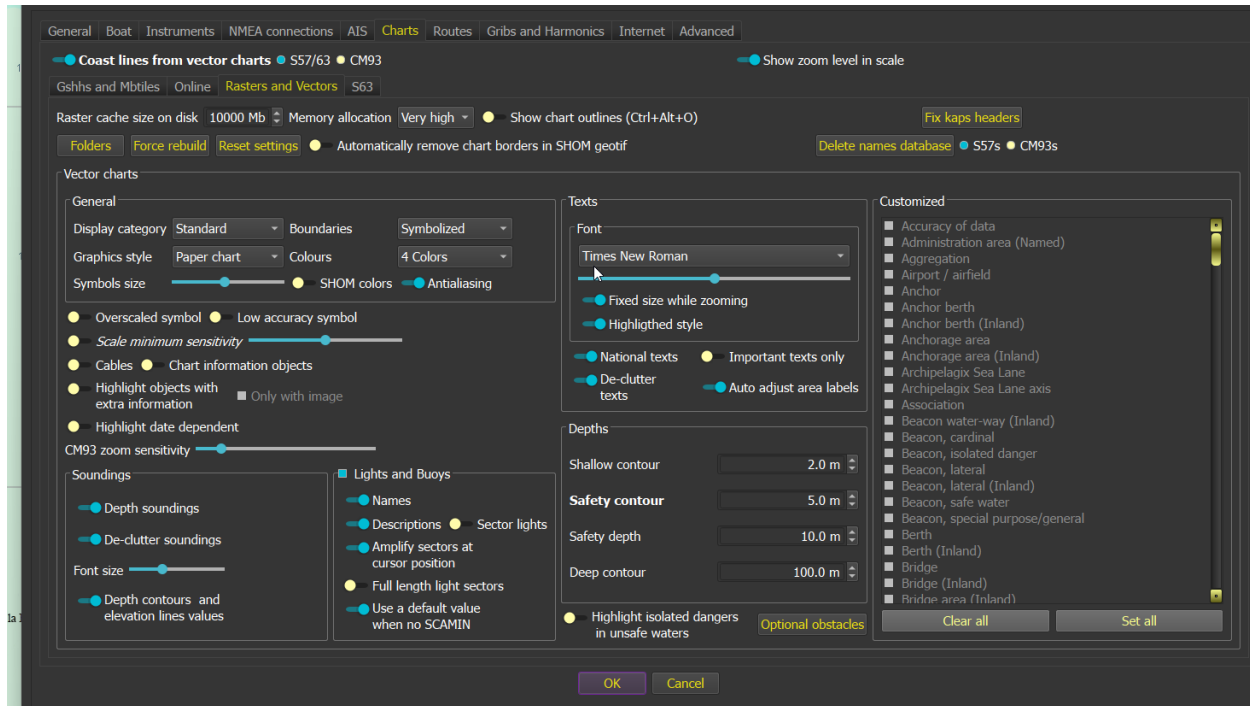 General Boat Instruments NMEA connections AIS Charts Routes Gribs and Harmonics Internet Advanced
Coast lines from vector charts S57/63 CM93 Show zoom level in scale
Gshhs and Mbtiles Online Rasters and Vectors S63
Raster cache size on disk 10000 Mb Memory allocation Very high Show chart outlines (Ctrl+Alt+O) Fix kaps headers
Folders Force rebuild Reset settings Automatically remove chart borders in SHOM geotif Delete names database S57s CM93s
Vector charts
General
Display category Standard Boundaries Symbolized
Graphics style Paper chart Colours 4 Colors
Symbols size SHOM colors Antialiasing
Overscaled symbol Low accuracy symbol
Scale minimum sensitivity
Cables Chart information objects
Highlight objects with
extra information
Only with image
Highlight date dependent
CM93 zoom sensitivity
Soundings
Depth soundings
De-clutter soundings
Font size
Depth contours and
elevation lines values
Lights and Buoys
Names
Descriptions Sector lights
Amplify sectors at
cursor position
Full length light sectors
Use a default value
when no SCAMIN
Texts
Font
Times New Roman
Fixed size while zooming
Highligthed style
National texts Important texts only
De-clutter
texts
Auto adjust area labels
Depths
Shallow contour 2.0 m
Safety contour 5.0 m
Safety depth 10.0 m
Deep contour 100.0 m
Highlight isolated dangers
in unsafe waters
Optional obstacles
Customized
Accuracy of data
Administration area (Named)
Aggregation
Airport / airfield
Anchor
Anchor berth
Anchor berth (Inland)
Anchorage area
Anchorage area (Inland)
Archipelagix Sea Lane
Archipelagix Sea Lane axis
Association
Beacon water-way (Inland)
Beacon, cardinal
Beacon, isolated danger
Beacon, lateral
Beacon, lateral (Inland)
Beacon, safe water
Beacon, special purpose/general
Berth
Berth (Inland)
Bridge
Bridge (Inland)
Bridge area (Inland)
Clear all Set all
OK Cancel